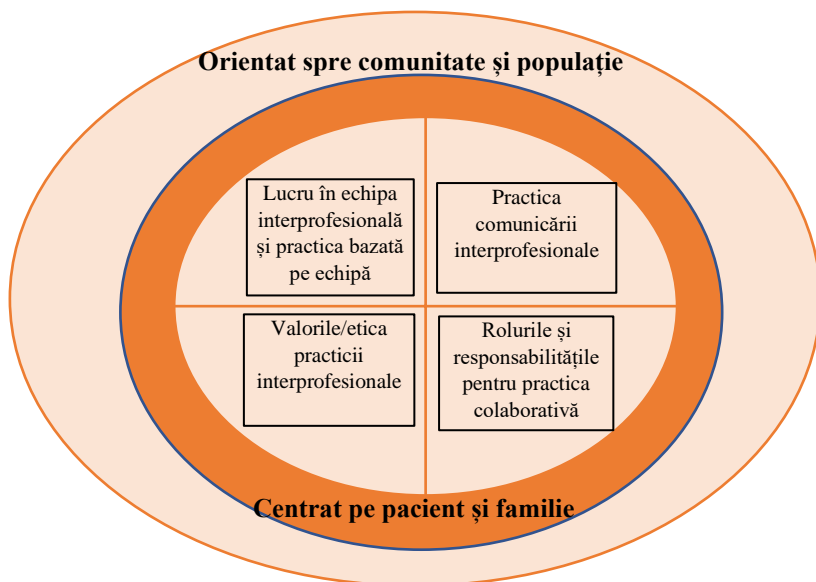 Orientat spre comunitate și populație
Lucru în echipa
interprofesională
și practica bazată
pe echipă
Practica
comunicării
interprofesionale
Valorile/etica
practicii
interprofesionale
Rolurile și
responsabilitățile
pentru practica
colaborativă
Centrat pe pacient și familie